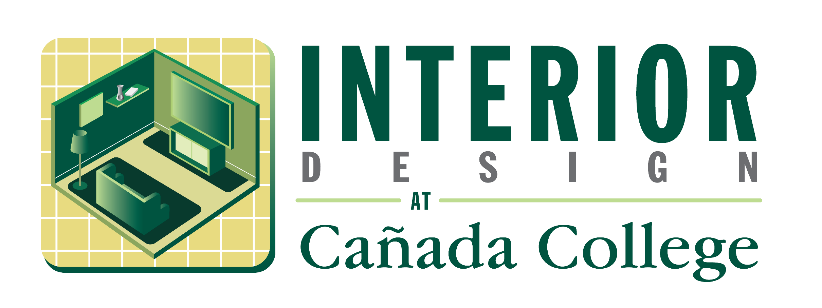 INTERIOR
DESIGN
AT
Cañada College